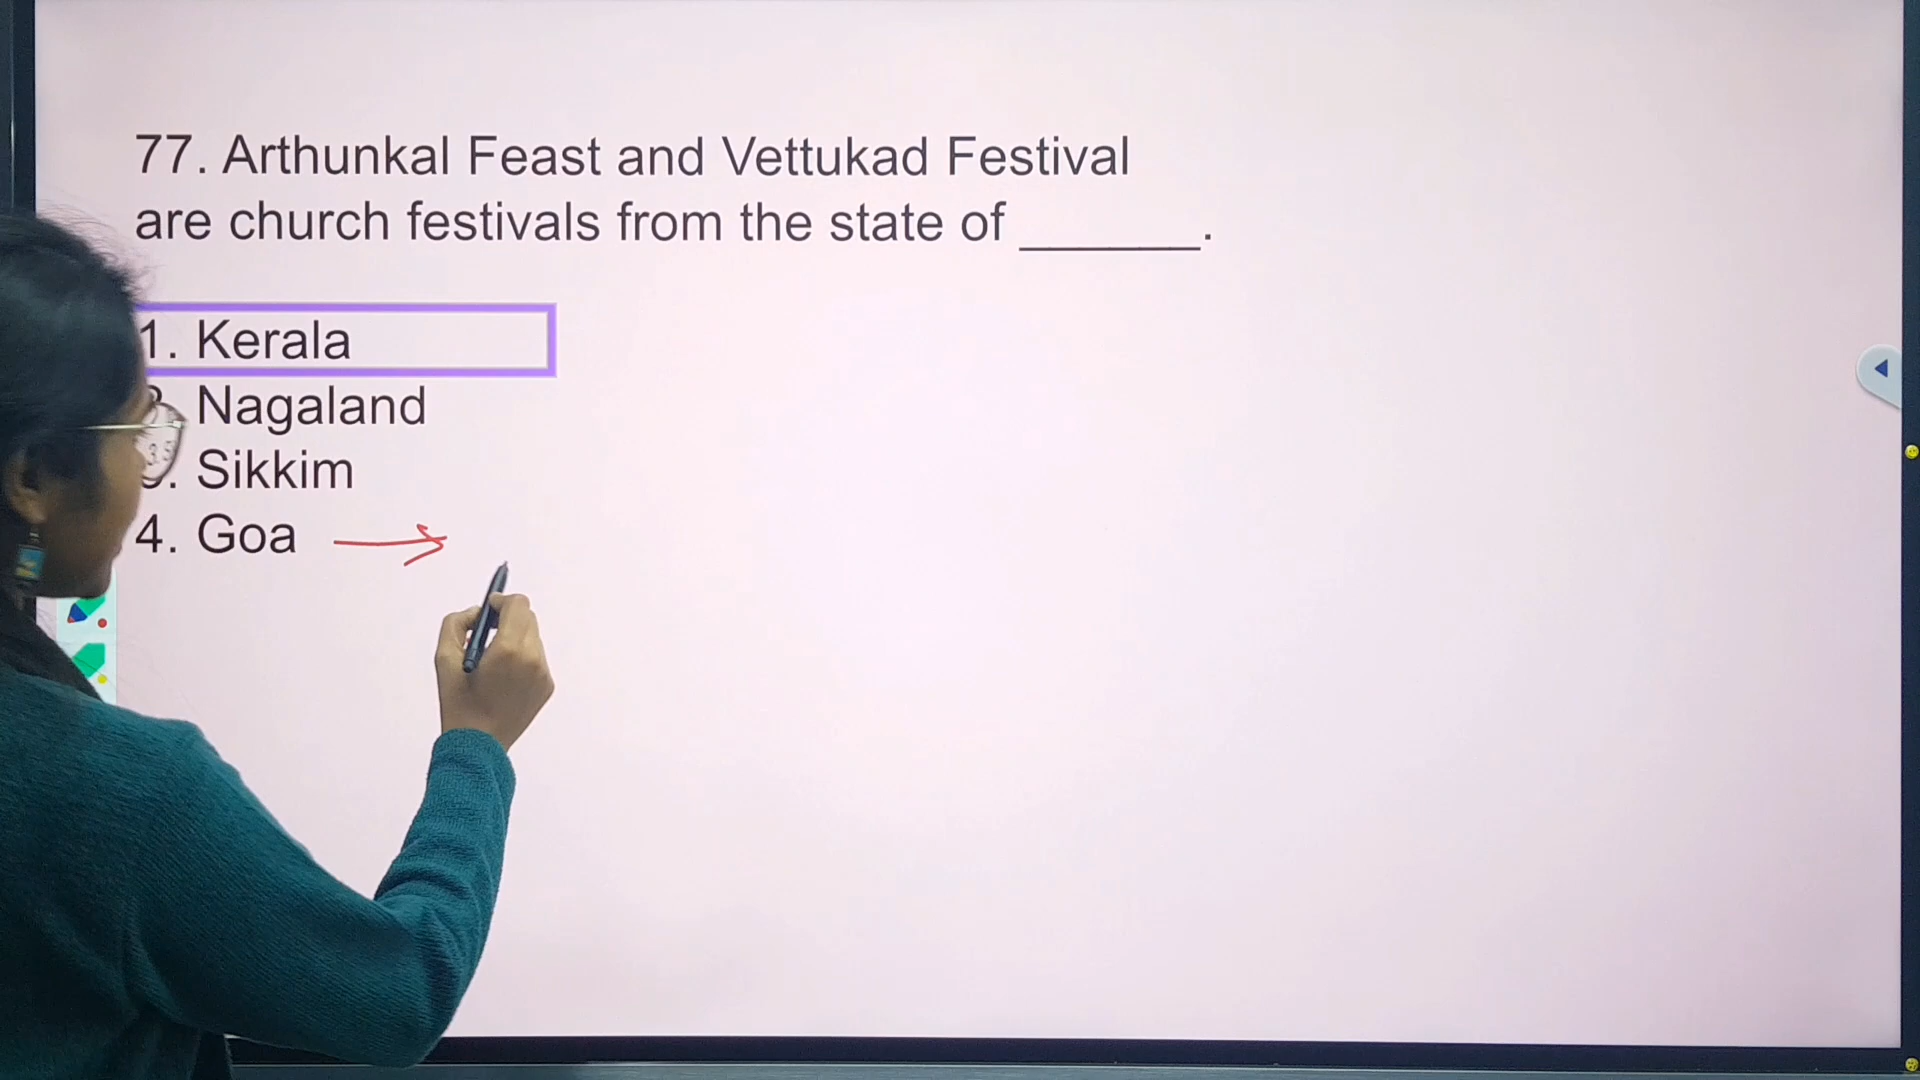 77. Arthunkal Feast and Vettukad Festival
are church festivals from the state of _______.
1. Kerala
Nagaland
Sikkim
4. Goa